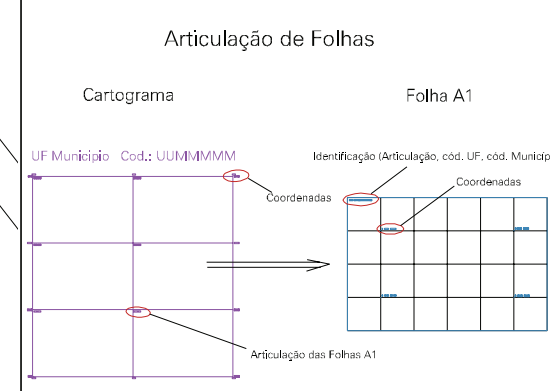 Articulação de Folhas
Cartograma
Folha A1
UF Municipio Cod.: UUMMMMM
Identificação (Articulação, cód. UF, cód. Municíp
Coordenadas
Coordenadas
Articulação das Folhas A1